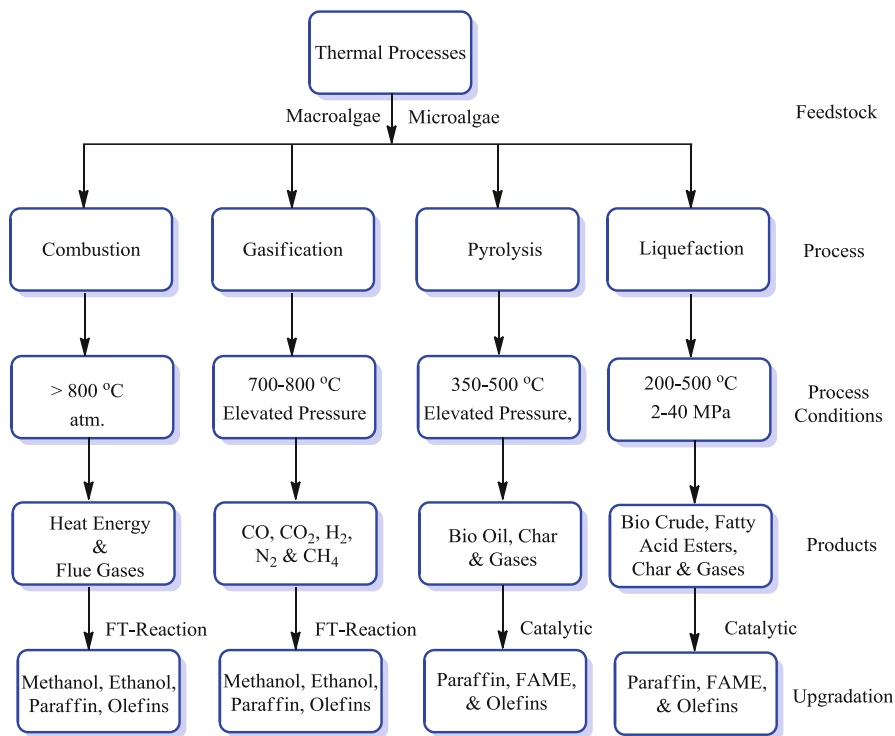 Thermal Processes
Macroalgae Microalgae
Feedstock
Combustion
Gasification
Pyrolysis
Liquefaction
Process
> 800 °C
atm.
700-800 °C
Elevated Pressure
350-500 °C
Elevated Pressure,
200-500 °C
2-40 MPa
Process
Conditions
Heat Energy
&
Flue Gases
CO, CO₂, H₂,
N₂ & CH₄
Bio Oil, Char
& Gases
Bio Crude, Fatty
Acid Esters,
Char & Gases
Products
FT-Reaction
FT-Reaction
Catalytic
Catalytic
Methanol, Ethanol,
Paraffin, Olefins
Methanol, Ethanol,
Paraffin, Olefins
Paraffin, FAME,
& Olefins
Paraffin, FAME,
& Olefins
Upgradation